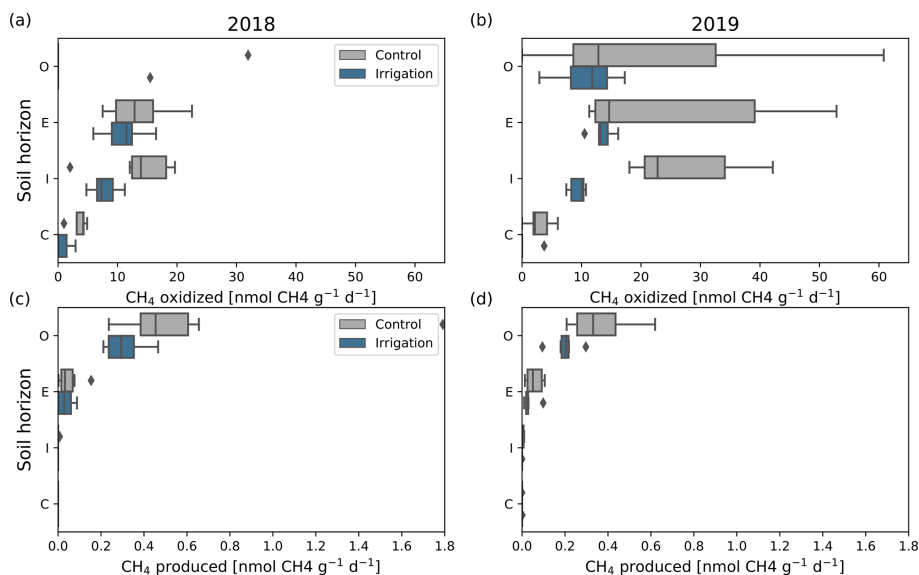 (a)
2018
(b)
2019
Control
Irrigation
O
E
I
C
Soil horizon
0
10
20
30
40
50
60
CH₄ oxidized [nmol CH4 g⁻¹ d⁻¹]
O
E
I
C
0
10
20
30
40
50
60
CH₄ oxidized [nmol CH4 g⁻¹ d⁻¹]
(c)
(d)
Control
Irrigation
O
E
I
C
Soil horizon
0.0
0.2
0.4
0.6
0.8
1.0
1.2
1.4
1.6
1.8
CH₄ produced [nmol CH4 g⁻¹ d⁻¹]
O
E
I
C
0.0
0.2
0.4
0.6
0.8
1.0
1.2
1.4
1.6
1.8
CH₄ produced [nmol CH4 g⁻¹ d⁻¹]